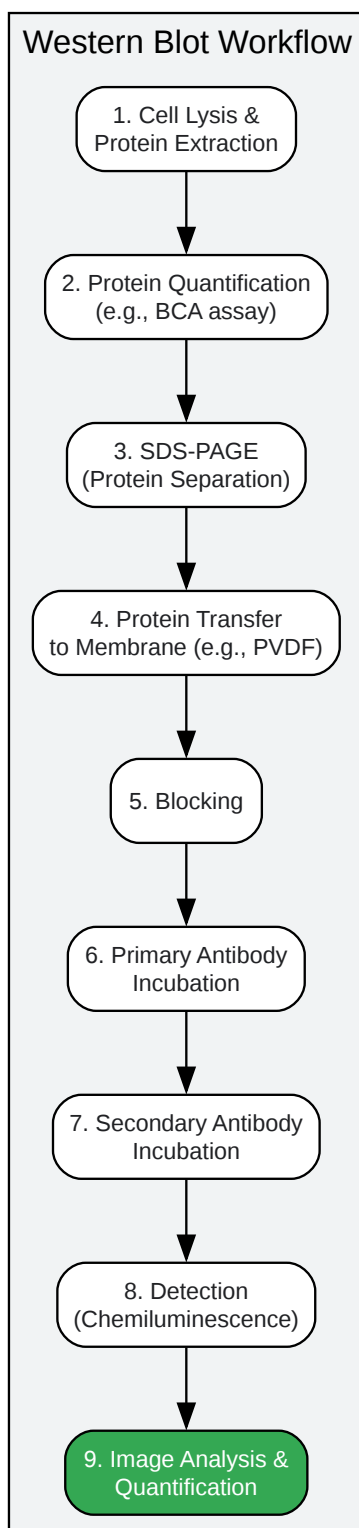 Western Blot Workflow
1. Cell Lysis &
Protein Extraction
2. Protein Quantification
(e.g., BCA assay)
3. SDS-PAGE
(Protein Separation)
4. Protein Transfer
to Membrane (e.g., PVDF)
5. Blocking
6. Primary Antibody
Incubation
7. Secondary Antibody
Incubation
8. Detection
(Chemiluminescence)
9. Image Analysis &
Quantification